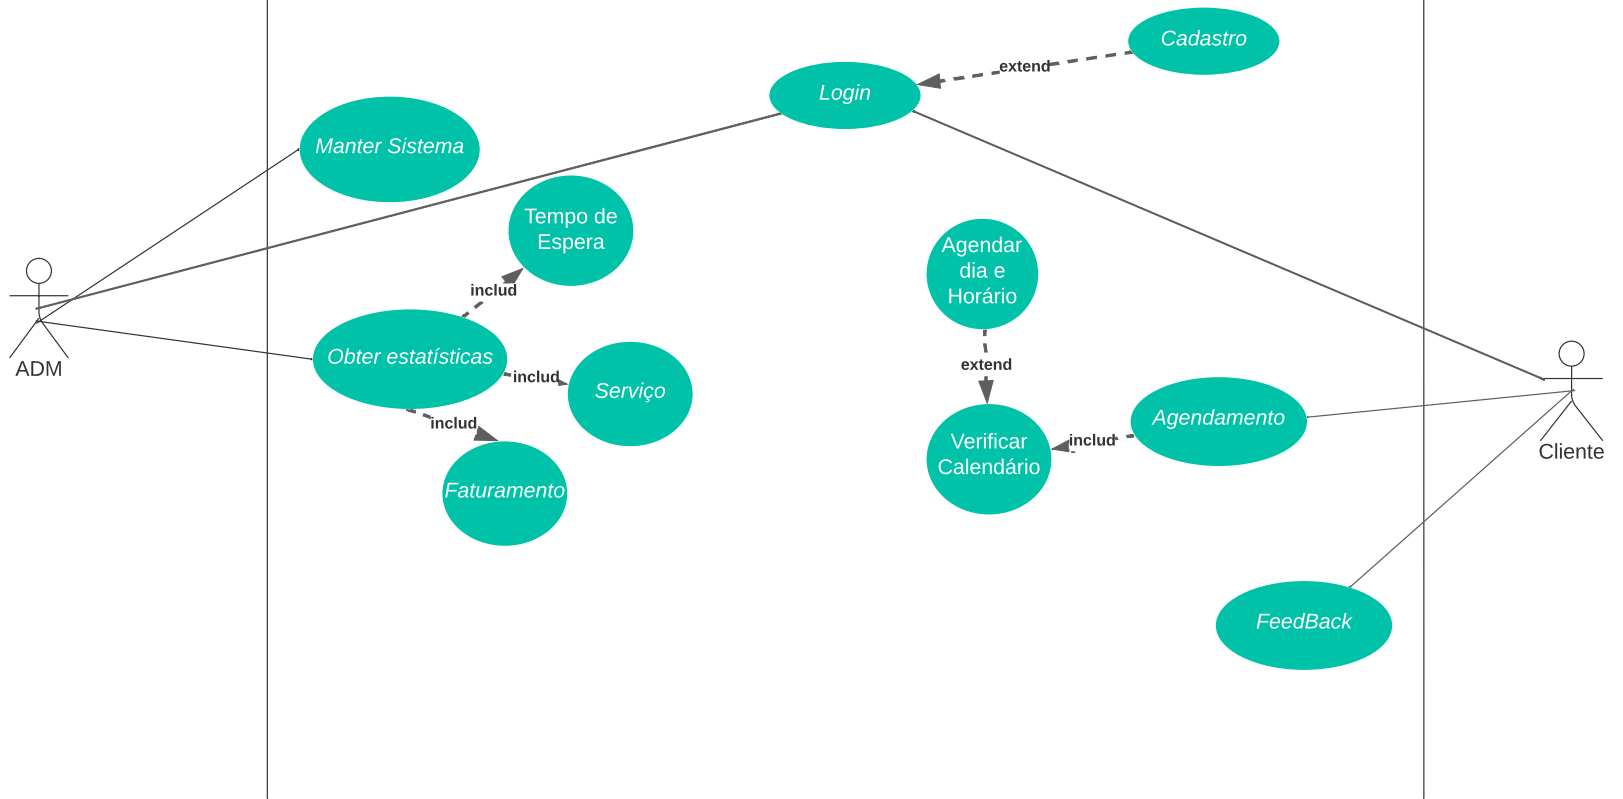 Cadastro
extend
Login
Manter Sistema
Tempo de
Espera
Agendar
dia e
Horário
includ
ADM
Obter estatísticas
includ
Serviço
extend
includ
Faturamento
Verificar
Calendário
includ
Agendamento
Cliente
FeedBack